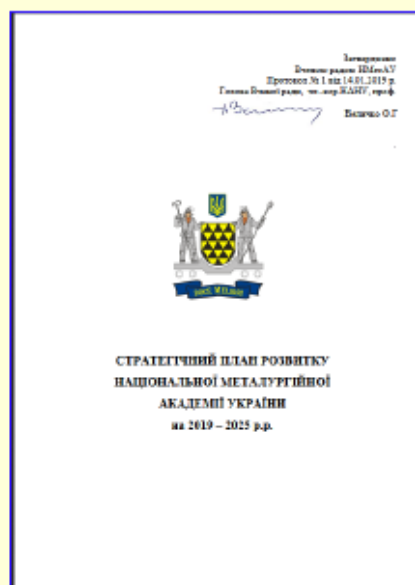 Затверджено
Вченою радою НМетАУ
Протокол № 1 від 14.01.2019 р.
Голова Вченої ради, чл.-кор.НАНУ, проф.
Величко О.Г
СТРАТЕГІЧНИЙ ПЛАН РОЗВИТКУ
НАЦІОНАЛЬНОЇ МЕТАЛУРГІЙНОЇ
АКАДЕМІЇ УКРАЇНИ
на 2019 – 2025 р.р.